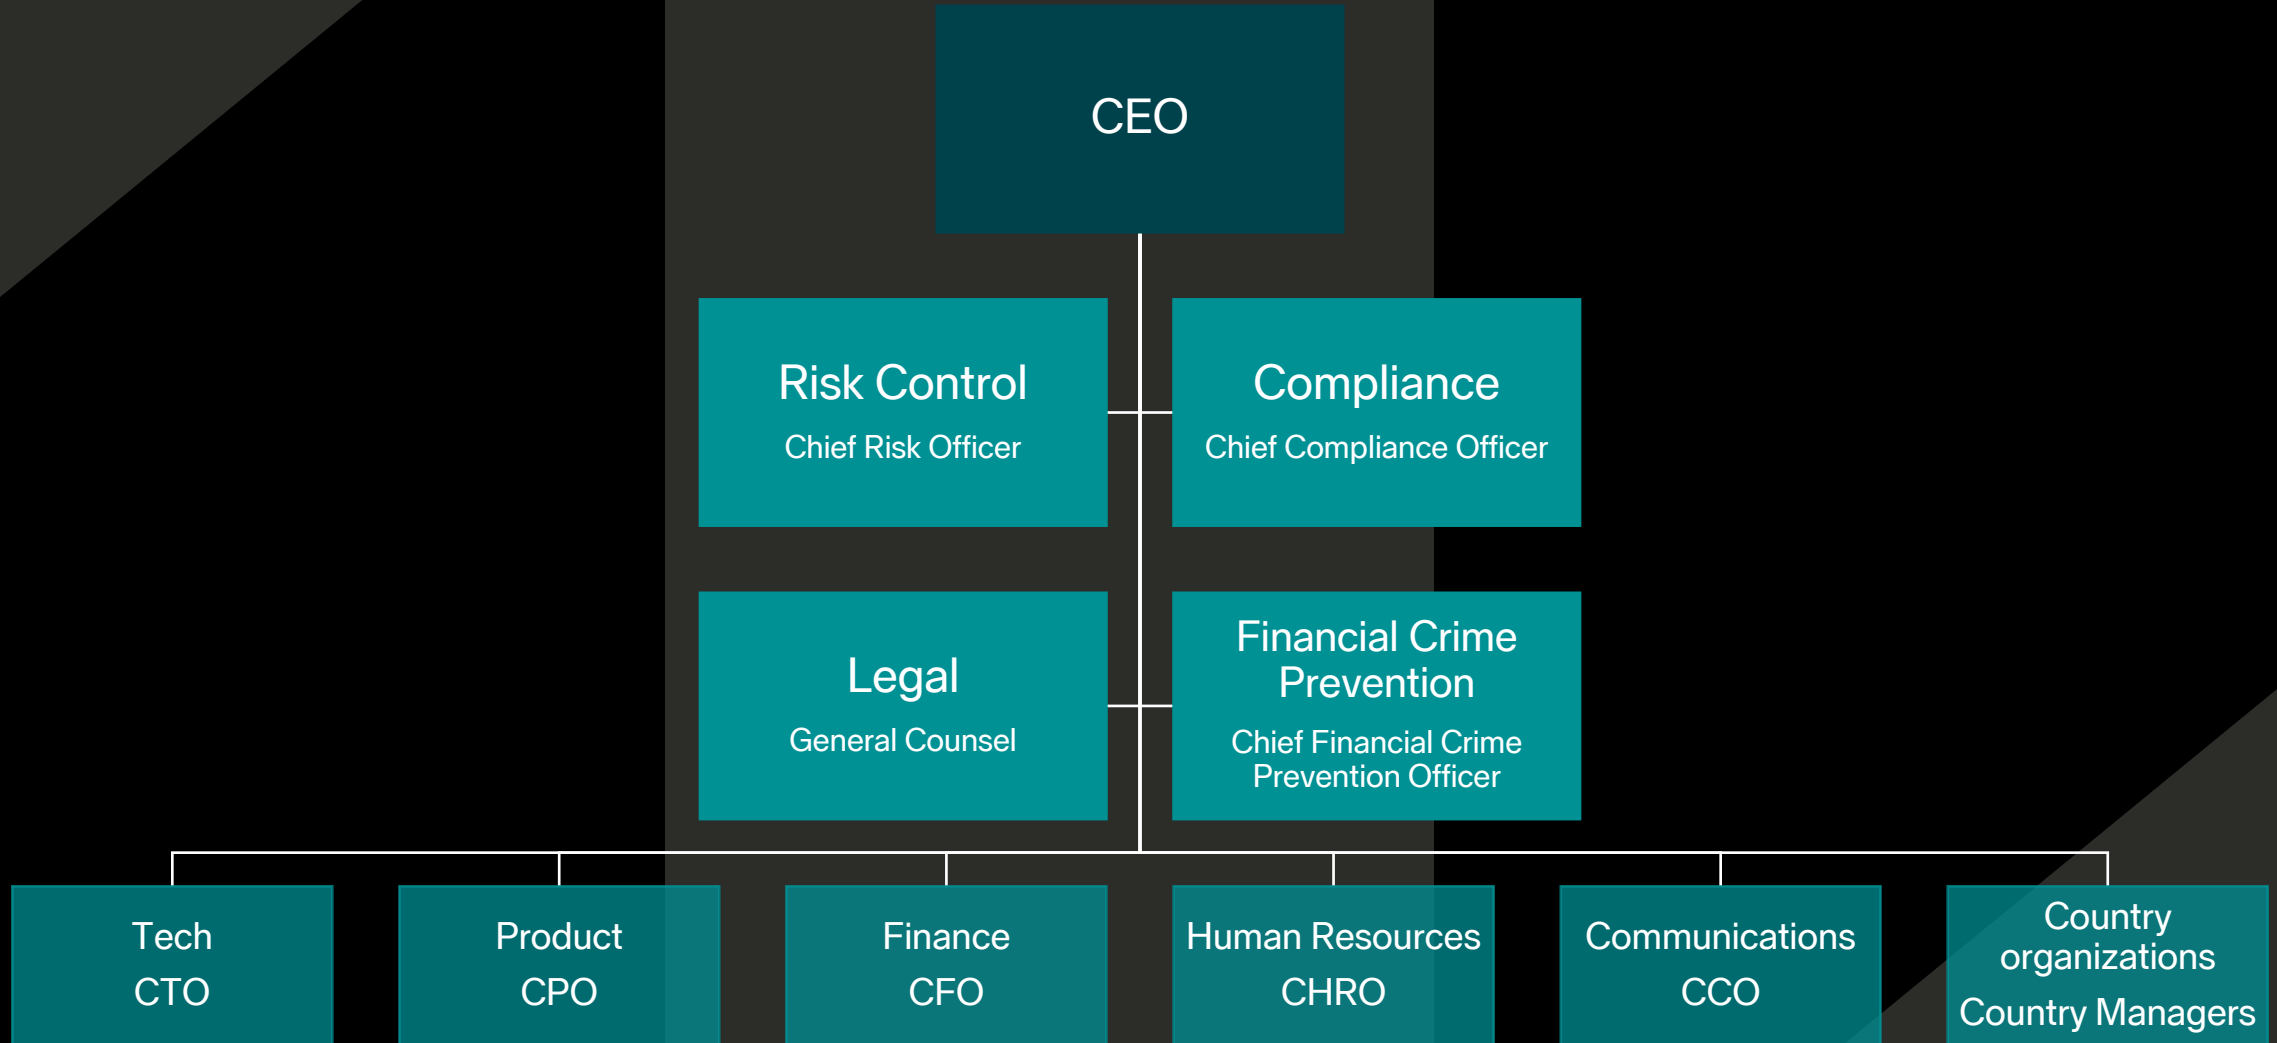 CEO
Risk Control
Chief Risk Officer
Compliance
Chief Compliance Officer
Legal
General Counsel
Financial Crime
Prevention
Chief Financial Crime
Prevention Officer
Tech
CTO
Product
CPO
Finance
CFO
Human Resources
CHRO
Communications
CCO
Country
organizations
Country Managers